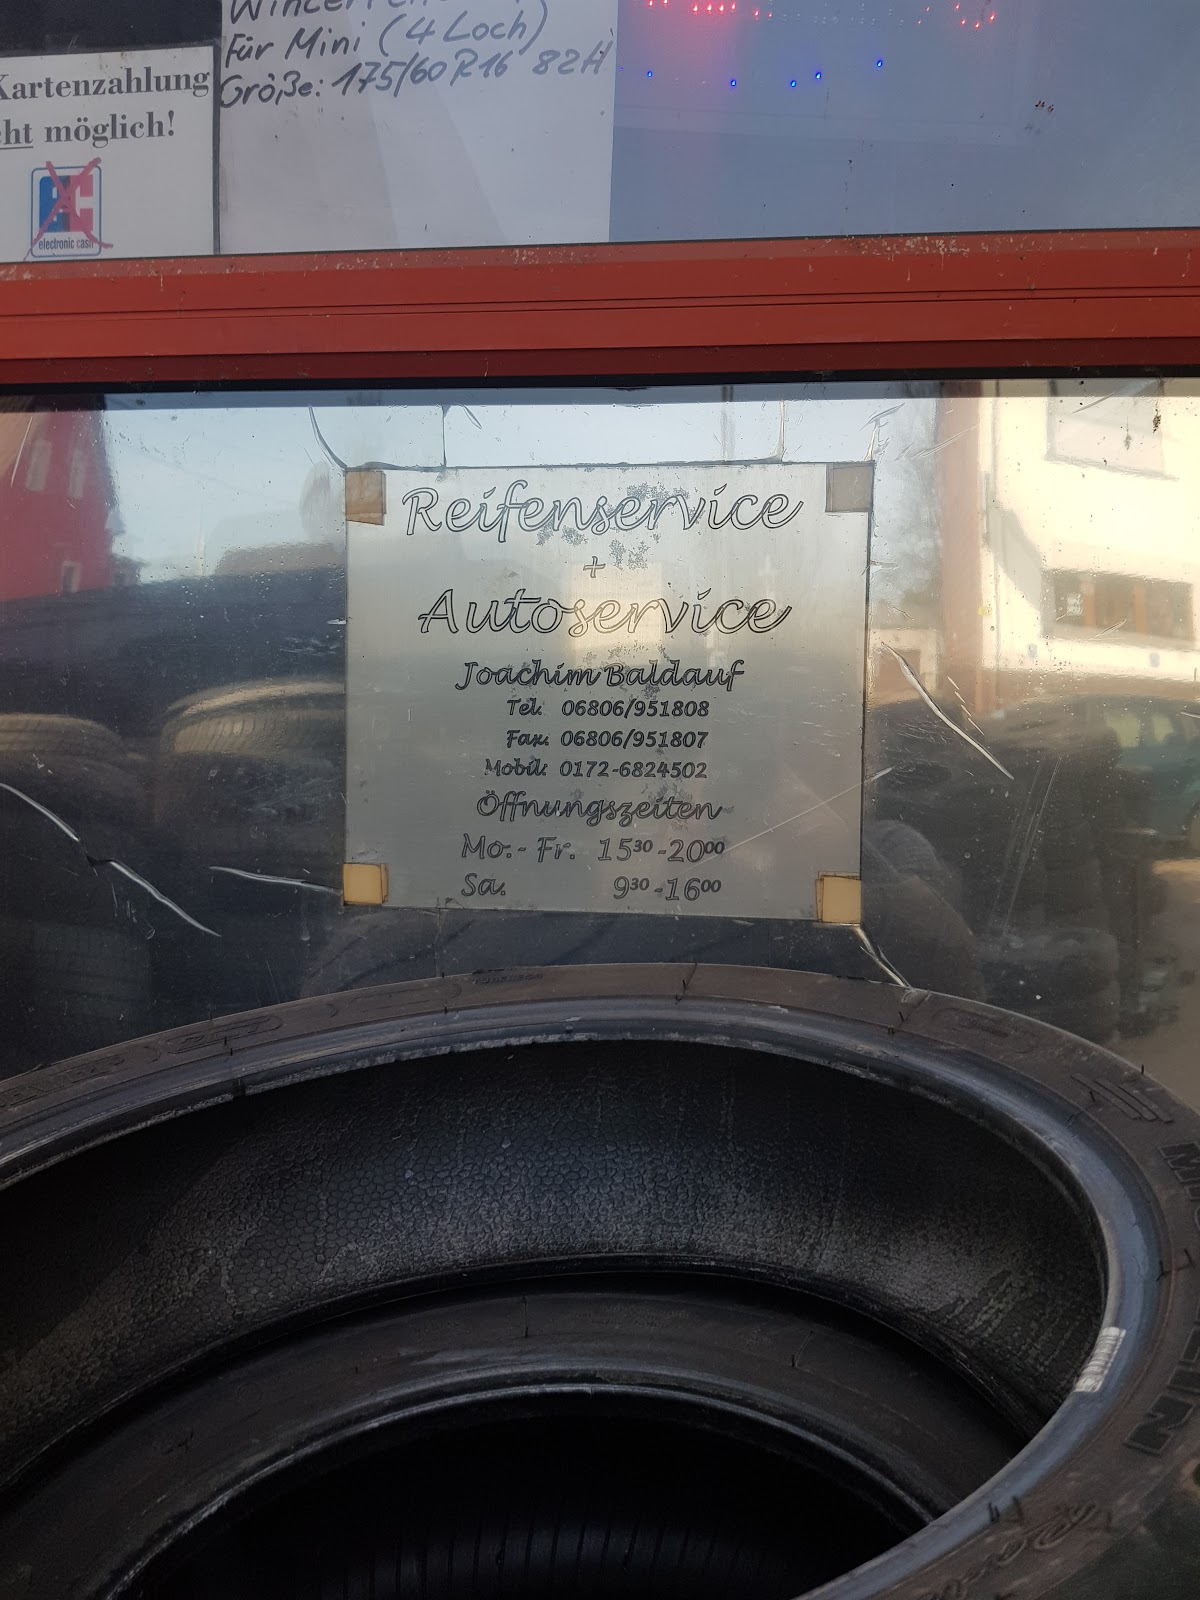 Kartenzahlung
möglich!
electronic cash
Für Mini (4 Loch)
Größe: 175/60 R16 82H
Reifenservice
+
Autoservice
Joachim Baldauf
Tel. 06806/951808
Fax. 06806/951807
Mobil: 0172-6824502
Öffnungszeiten
Mo.- Fr. 15³⁰-20⁰⁰
Sa. 9³⁰-16⁰⁰